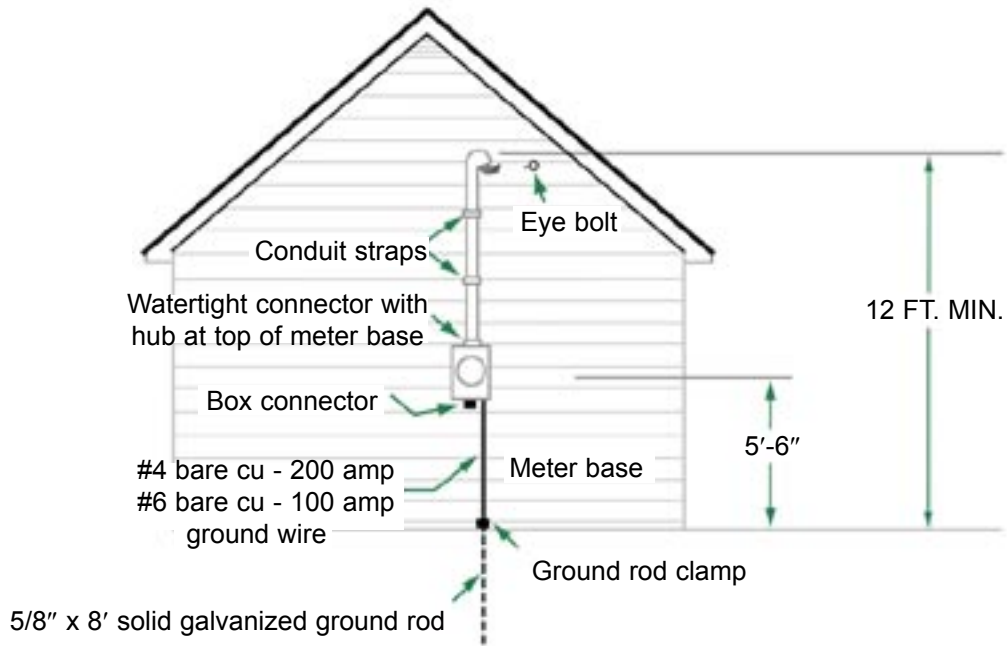 Eye bolt
Conduit straps
Watertight connector with
hub at top of meter base
12 FT. MIN.
Box connector
5′-6″
#4 bare cu - 200 amp
#6 bare cu - 100 amp
ground wire
Meter base
Ground rod clamp
5/8″ x 8′ solid galvanized ground rod